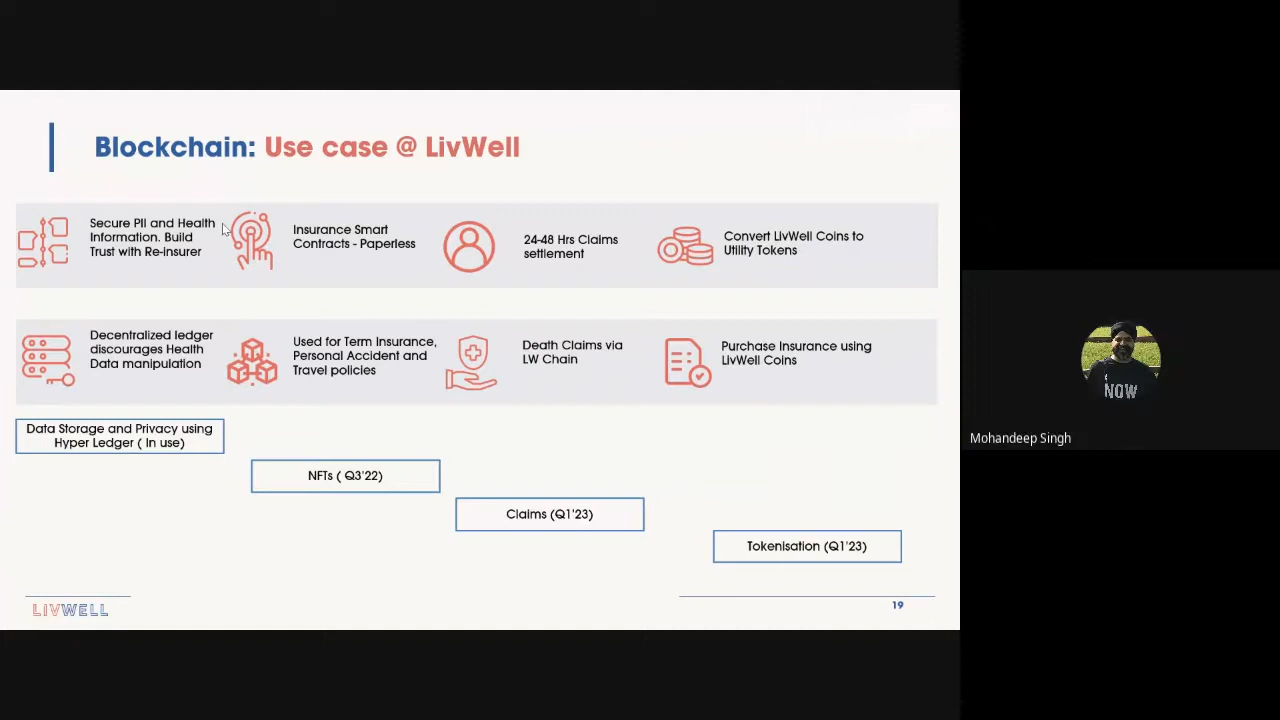 Blockchain: Use case @ LivWell
Secure PII and Health
Information. Build
Trust with Re-insurer
Insurance Smart
Contracts - Paperless
24-48 Hrs Claims
settlement
Convert LivWell Coins to
Utility Tokens
Decentralized ledger
discourages Health
Data manipulation
Used for Term Insurance,
Personal Accident and
Travel policies
Death Claims via
LW Chain
Purchase Insurance using
LivWell Coins
Data Storage and Privacy using
Hyper Ledger ( In use)
NFTs ( Q3'22)
Claims (Q1'23)
Tokenisation (Q1'23)
LIVWELL
19
NOW
Mohandeep Singh